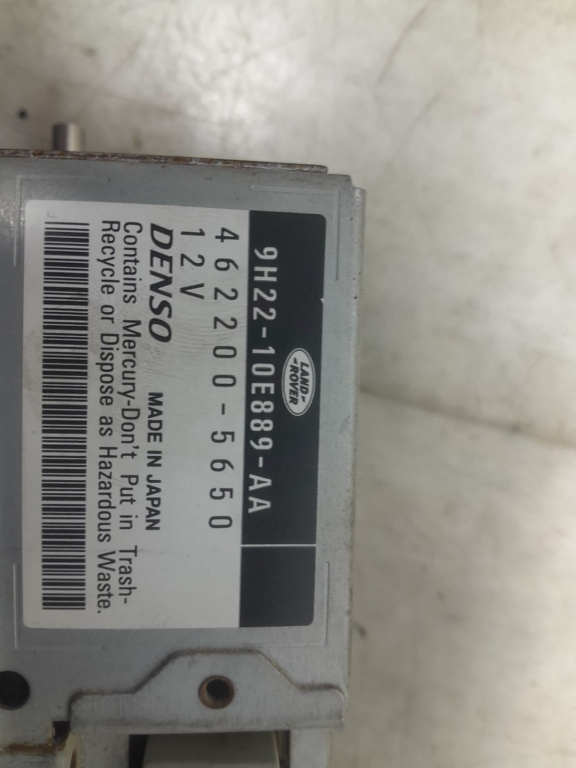 LAND-
-ROVER
9H22-10E889-AA
462200-5650
12V
DENSO MADE IN JAPAN
Contains Mercury-Don't Put in Trash-
Recycle or Dispose as Hazardous Waste.